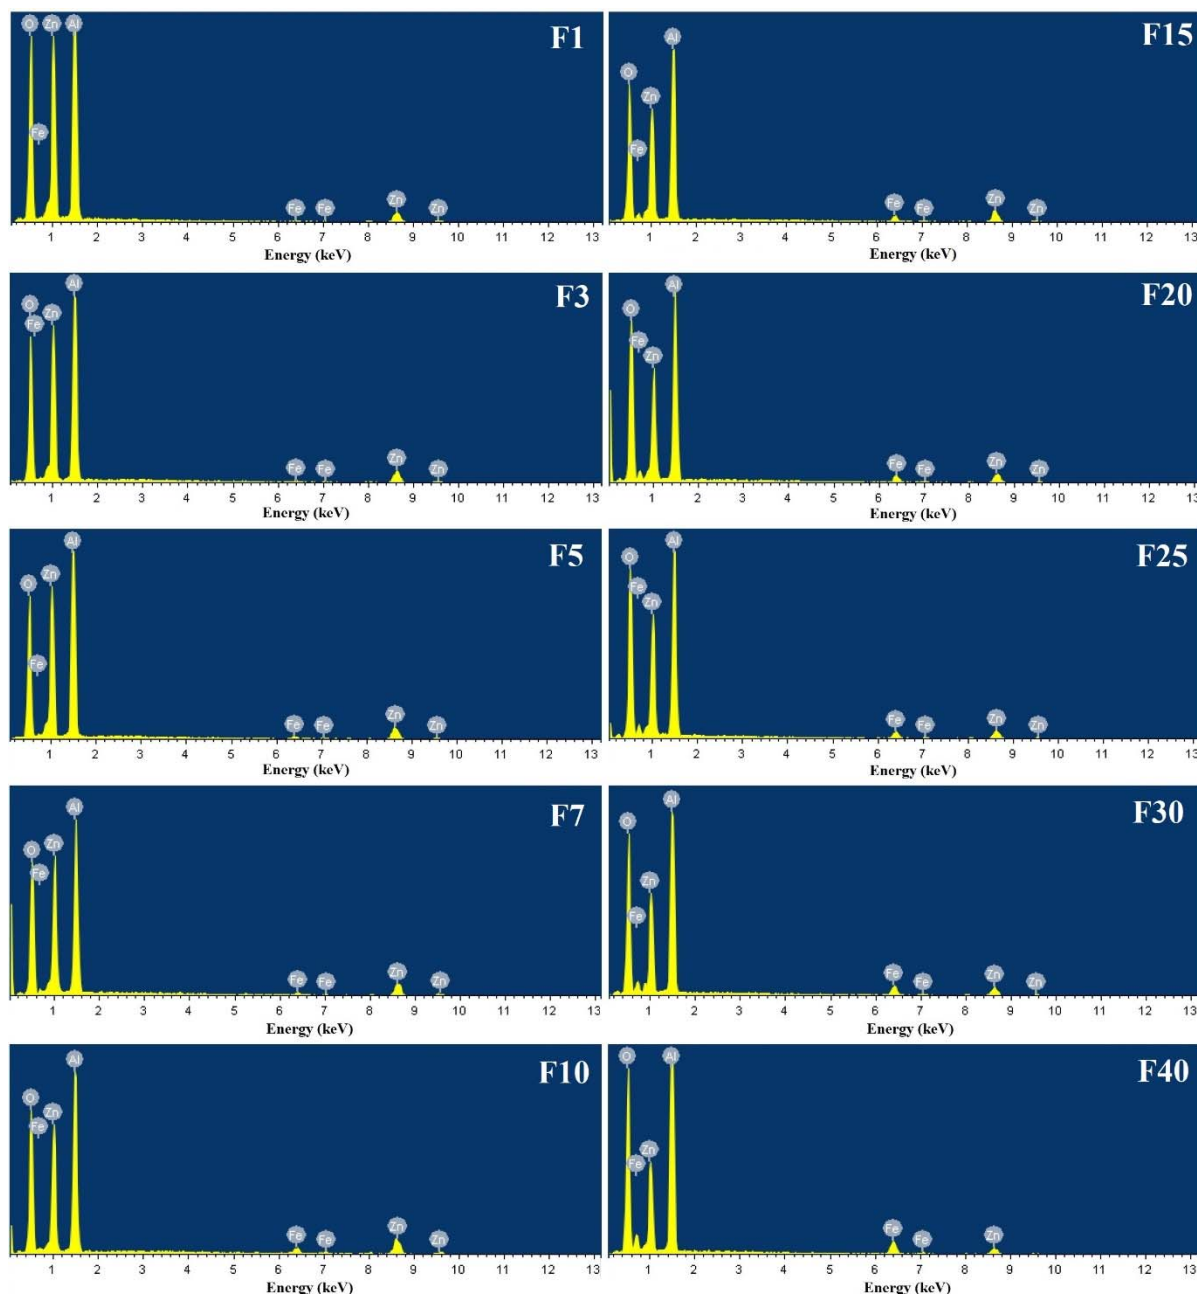 O Zn Al F1
Fe
Fe Fe Zn Zn
1 2 3 4 5 6 7 8 9 10 11 12 13
Energy (keV)
Al F15
O
Zn
Fe
Fe Fe Zn Zn
1 2 3 4 5 6 7 8 9 10 11 12 13
Energy (keV)
Al F3
O
Zn
Fe
Fe Fe Zn Zn
1 2 3 4 5 6 7 8 9 10 11 12 13
Energy (keV)
Al F20
O
Fe
Zn
Fe Fe Zn Zn
1 2 3 4 5 6 7 8 9 10 11 12 13
Energy (keV)
Al F5
Zn
O
Fe
Fe Fe Zn Zn
1 2 3 4 5 6 7 8 9 10 11 12 13
Energy (keV)
Al F25
O
Fe
Zn
Fe Fe Zn Zn
1 2 3 4 5 6 7 8 9 10 11 12 13
Energy (keV)
Al F7
Zn
O
Fe
Fe Fe Zn Zn
1 2 3 4 5 6 7 8 9 10 11 12 13
Energy (keV)
Al F30
O
Zn
Fe
Fe Fe Zn Zn
1 2 3 4 5 6 7 8 9 10 11 12 13
Energy (keV)
Al F10
O
Zn
Fe
Fe Fe Zn Zn
1 2 3 4 5 6 7 8 9 10 11 12 13
Energy (keV)
O Al F40
Zn
Fe
Fe Fe Zn
1 2 3 4 5 6 7 8 9 10 11 12 13
Energy (keV)